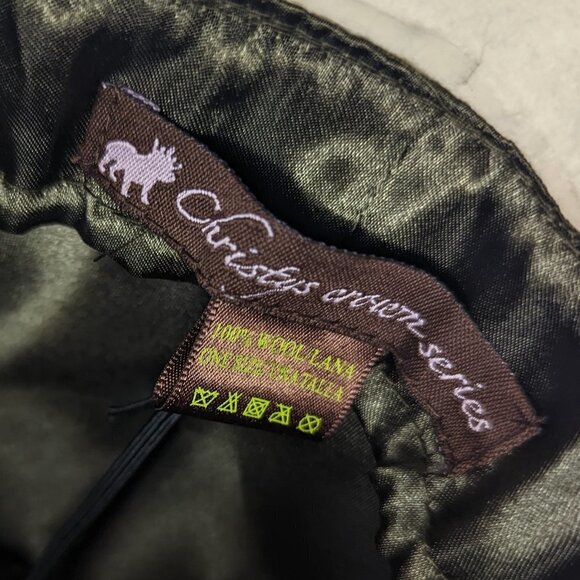 Christys crown series
100% WOOL/LANA
ONE SIZE/UNA TALLA